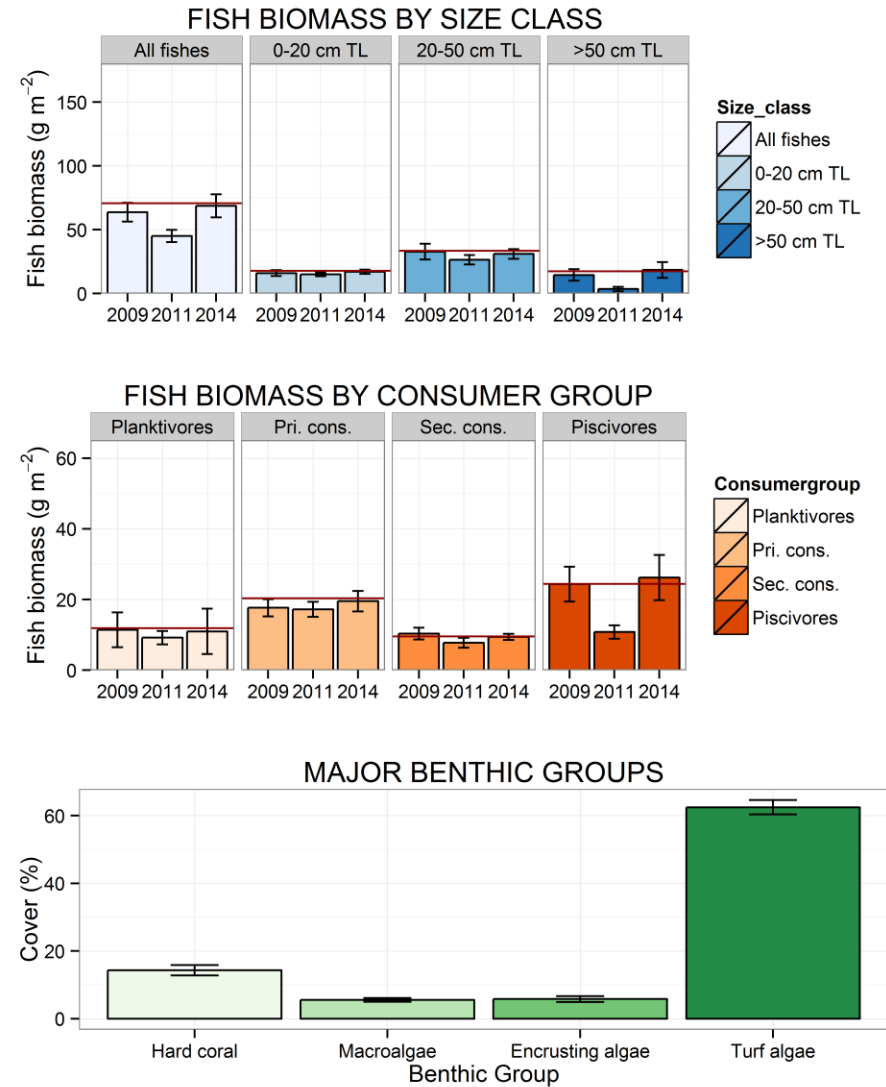 FISH BIOMASS BY SIZE CLASS
All fishes 0-20 cm TL 20-50 cm TL >50 cm TL
Fish biomass (g m⁻²)
150
100
50
0
2009 2011 2014 2009 2011 2014 2009 2011 2014 2009 2011 2014
Size_class
All fishes
0-20 cm TL
20-50 cm TL
>50 cm TL
FISH BIOMASS BY CONSUMER GROUP
Planktivores Pri. cons. Sec. cons. Piscivores
Fish biomass (g m⁻²)
60
40
20
0
2009 2011 2014 2009 2011 2014 2009 2011 2014 2009 2011 2014
Consumergroup
Planktivores
Pri. cons.
Sec. cons.
Piscivores
MAJOR BENTHIC GROUPS
Cover (%)
60
40
20
0
Hard coral Macroalgae Encrusting algae Turf algae
Benthic Group